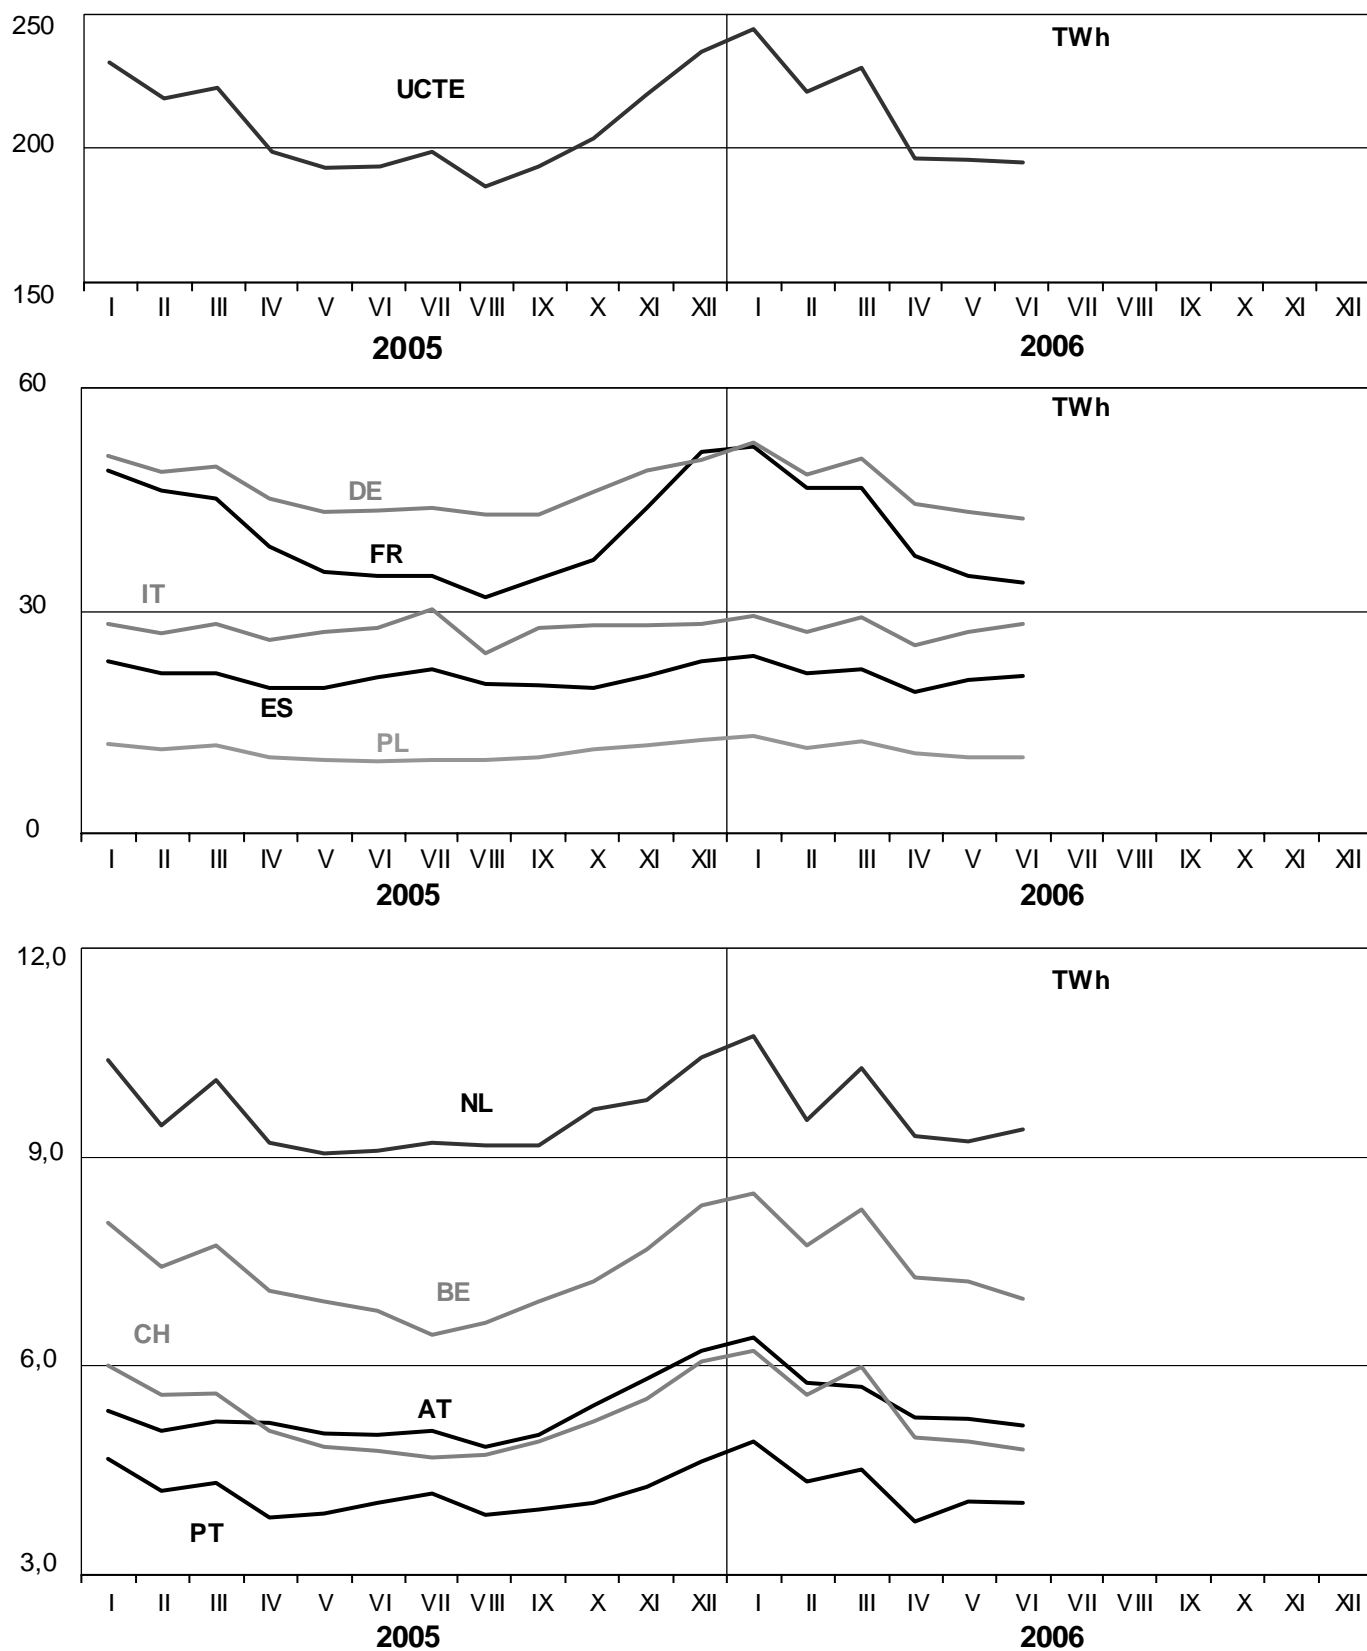 250
TWh
UCTE
200
150
I II III IV V VI VII VIII IX X XI XII I II III IV V VI VII VIII IX X XI XII
2005 2006
60
TWh
DE
FR
IT
30
ES
PL
0
I II III IV V VI VII VIII IX X XI XII I II III IV V VI VII VIII IX X XI XII
2005 2006
12,0
TWh
NL
9,0
BE
CH
6,0
AT
PT
3,0
I II III IV V VI VII VIII IX X XI XII I II III IV V VI VII VIII IX X XI XII
2005 2006